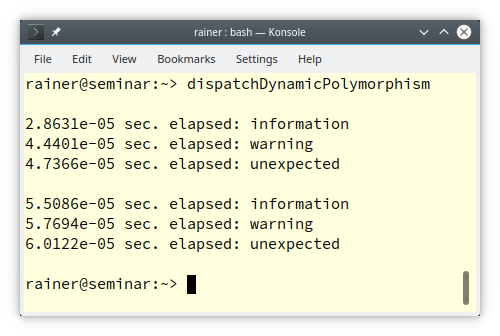 rainer : bash — Konsole
File Edit View Bookmarks Settings Help
rainer@seminar:~> dispatchDynamicPolymorphism
2.8631e-05 sec. elapsed: information
4.4401e-05 sec. elapsed: warning
4.7366e-05 sec. elapsed: unexpected
5.5086e-05 sec. elapsed: information
5.7694e-05 sec. elapsed: warning
6.0122e-05 sec. elapsed: unexpected
rainer@seminar:~>